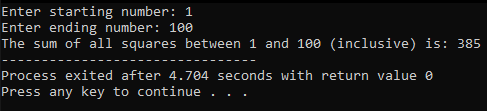 Enter starting number: 1
Enter ending number: 100
The sum of all squares between 1 and 100 (inclusive) is: 385
--------------------------------
Process exited after 4.704 seconds with return value 0
Press any key to continue . . .